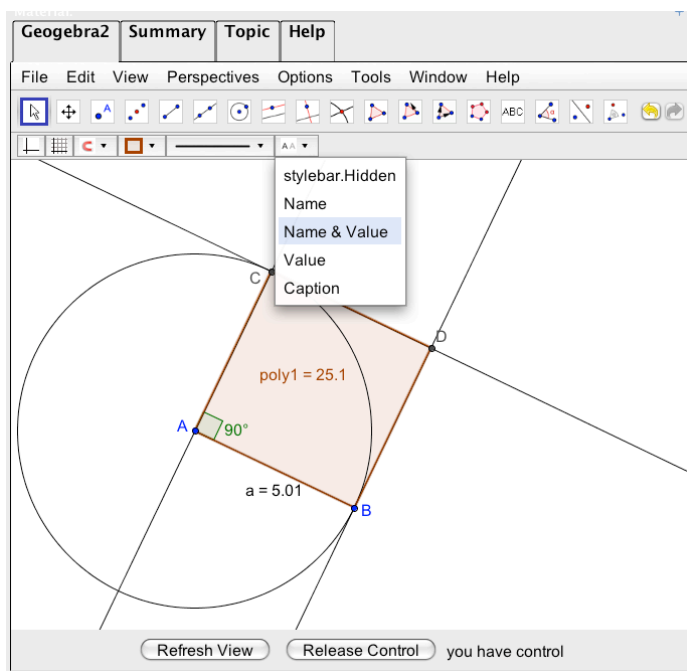 Geogebra2 Summary Topic Help
File Edit View Perspectives Options Tools Window Help
A ABC
A A
stylebar.Hidden
Name
Name & Value
Value
Caption
C
D
poly1 = 25.1
A
90°
a = 5.01
B
Refresh View Release Control you have control